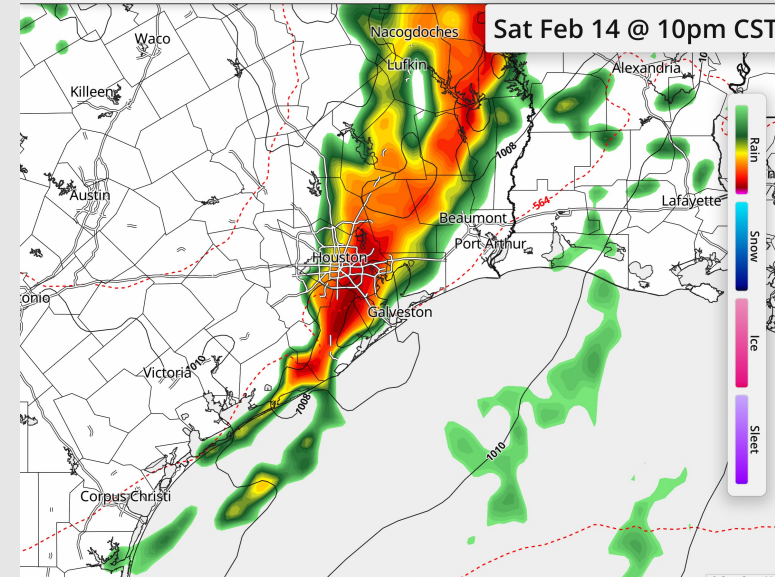 Sat Feb 14 @ 10pm CST
Nacogdoches
Waco
Lufkin
Alexandria
Killeen
Rain
1008
Austin
564
Lafayette
Beaumont
Snow
Port Arthur
Houston
onio
Galveston
Ice
1010
Victoria
1008
Sleet
1010
Corpus Christi